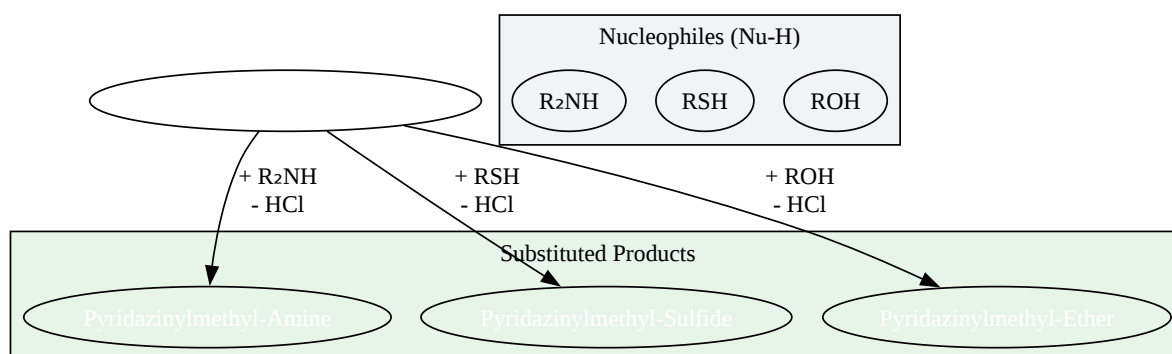 Nucleophiles (Nu-H)
R₂NH
RSH
ROH
+ R₂NH
- HCl
+ RSH
- HCl
+ ROH
- HCl
Substituted Products
Pyridazinylmethyl-Amine
Pyridazinylmethyl-Sulfide
Pyridazinylmethyl-Ether